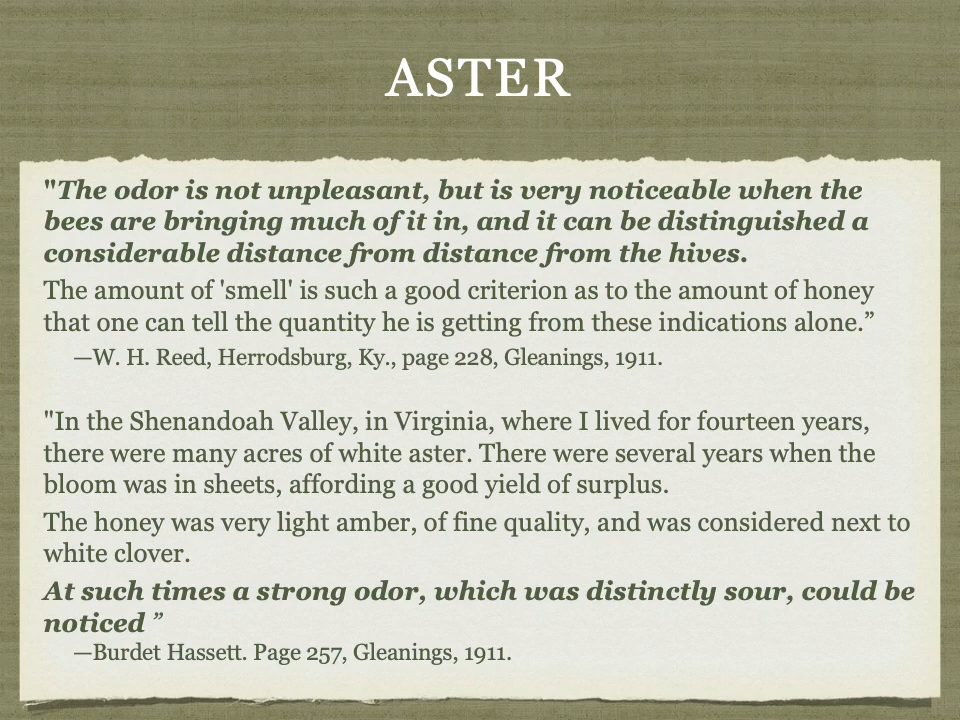 ASTER
"The odor is not unpleasant, but is very noticeable when the
bees are bringing much of it in, and it can be distinguished a
considerable distance from distance from the hives.
The amount of 'smell' is such a good criterion as to the amount of honey
that one can tell the quantity he is getting from these indications alone.”
—W. H. Reed, Herrodsburg, Ky., page 228, Gleanings, 1911.
"In the Shenandoah Valley, in Virginia, where I lived for fourteen years,
there were many acres of white aster. There were several years when the
bloom was in sheets, affording a good yield of surplus.
The honey was very light amber, of fine quality, and was considered next to
white clover.
At such times a strong odor, which was distinctly sour, could be
noticed ”
—Burdet Hassett. Page 257, Gleanings, 1911.